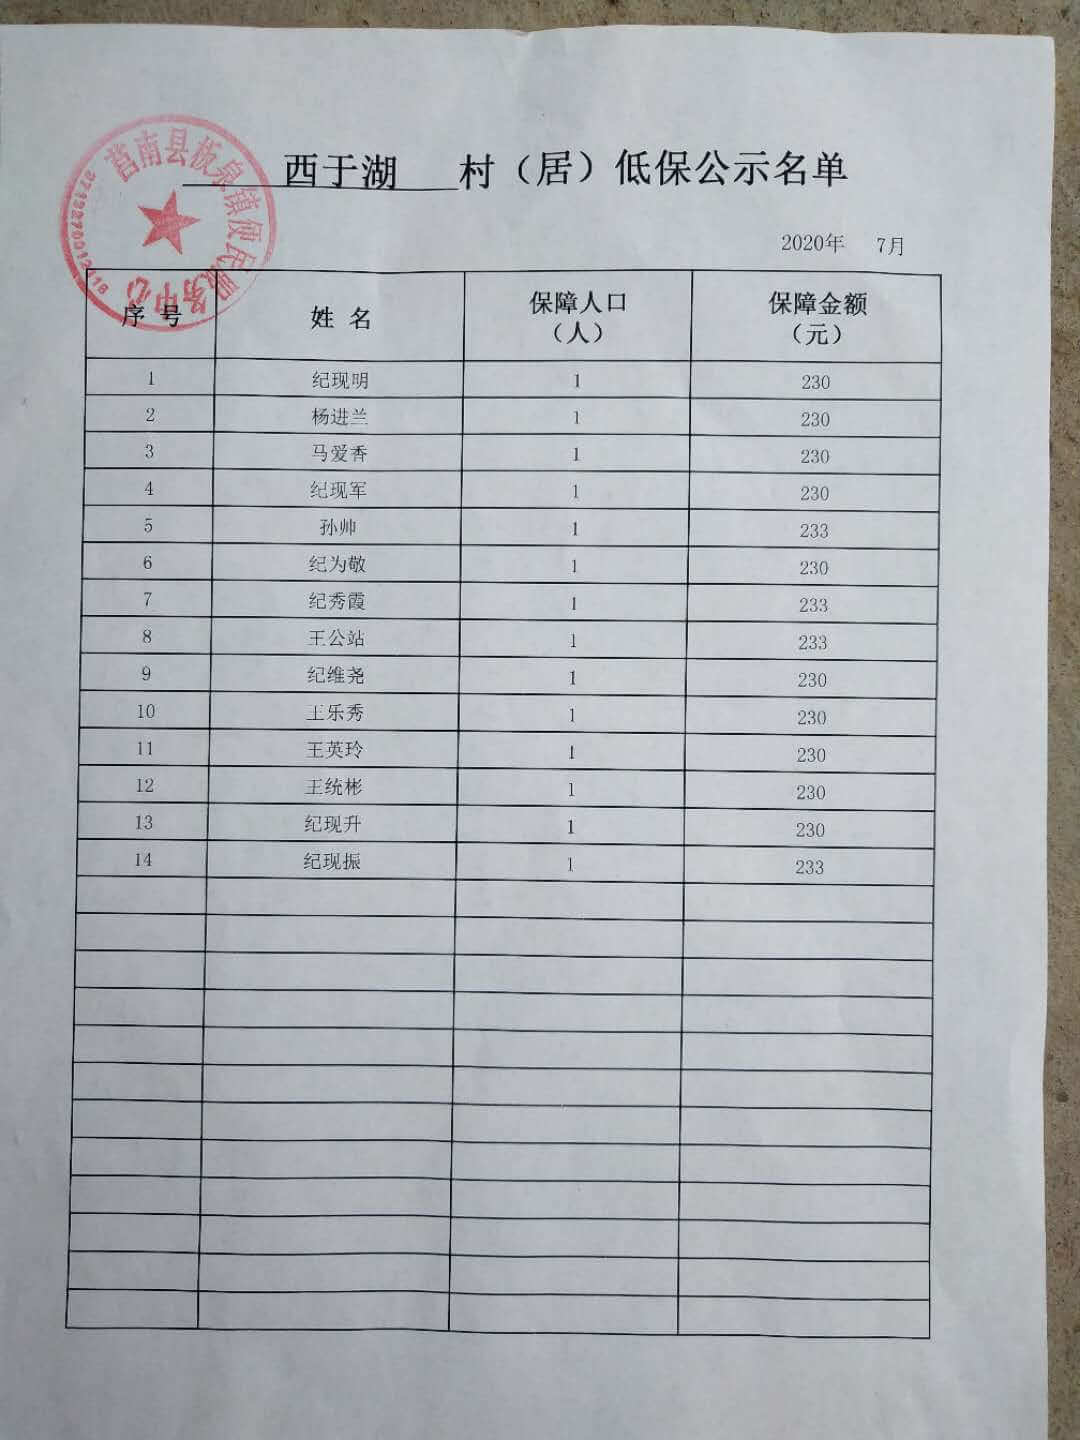 莒南县板泉镇便民服务中心
3713270012118
西于湖 村（居）低保公示名单
2020年 7月
序 号 姓 名 保障人口（人） 保障金额（元）
1 纪现明 1 230
2 杨进兰 1 230
3 马爱香 1 230
4 纪现军 1 230
5 孙帅 1 233
6 纪为敬 1 230
7 纪秀霞 1 233
8 王公站 1 233
9 纪维尧 1 230
10 王乐秀 1 230
11 王英玲 1 230
12 王统彬 1 230
13 纪现升 1 230
14 纪现振 1 233